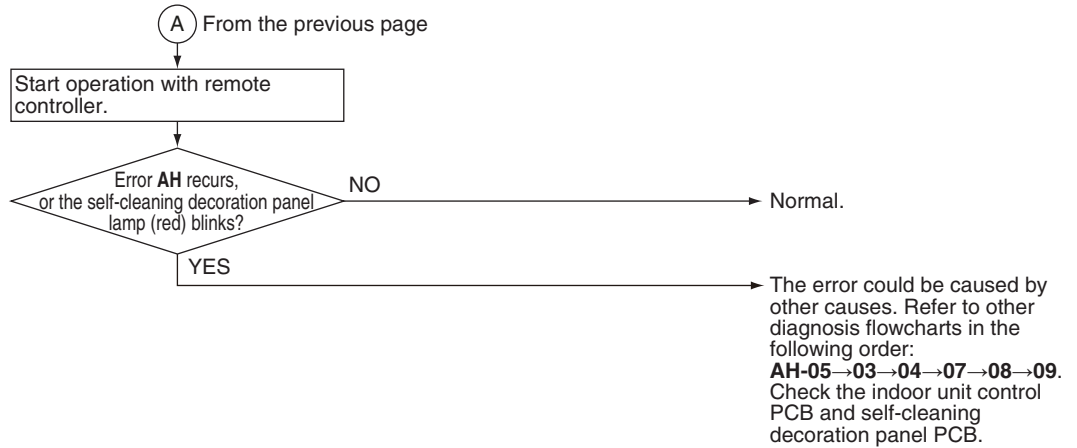 A From the previous page
Start operation with remote
controller.
Error AH recurs,
or the self-cleaning decoration panel
lamp (red) blinks?
NO
Normal.
YES
The error could be caused by
other causes. Refer to other
diagnosis flowcharts in the
following order:
AH-05→03→04→07→08→09.
Check the indoor unit control
PCB and self-cleaning
decoration panel PCB.